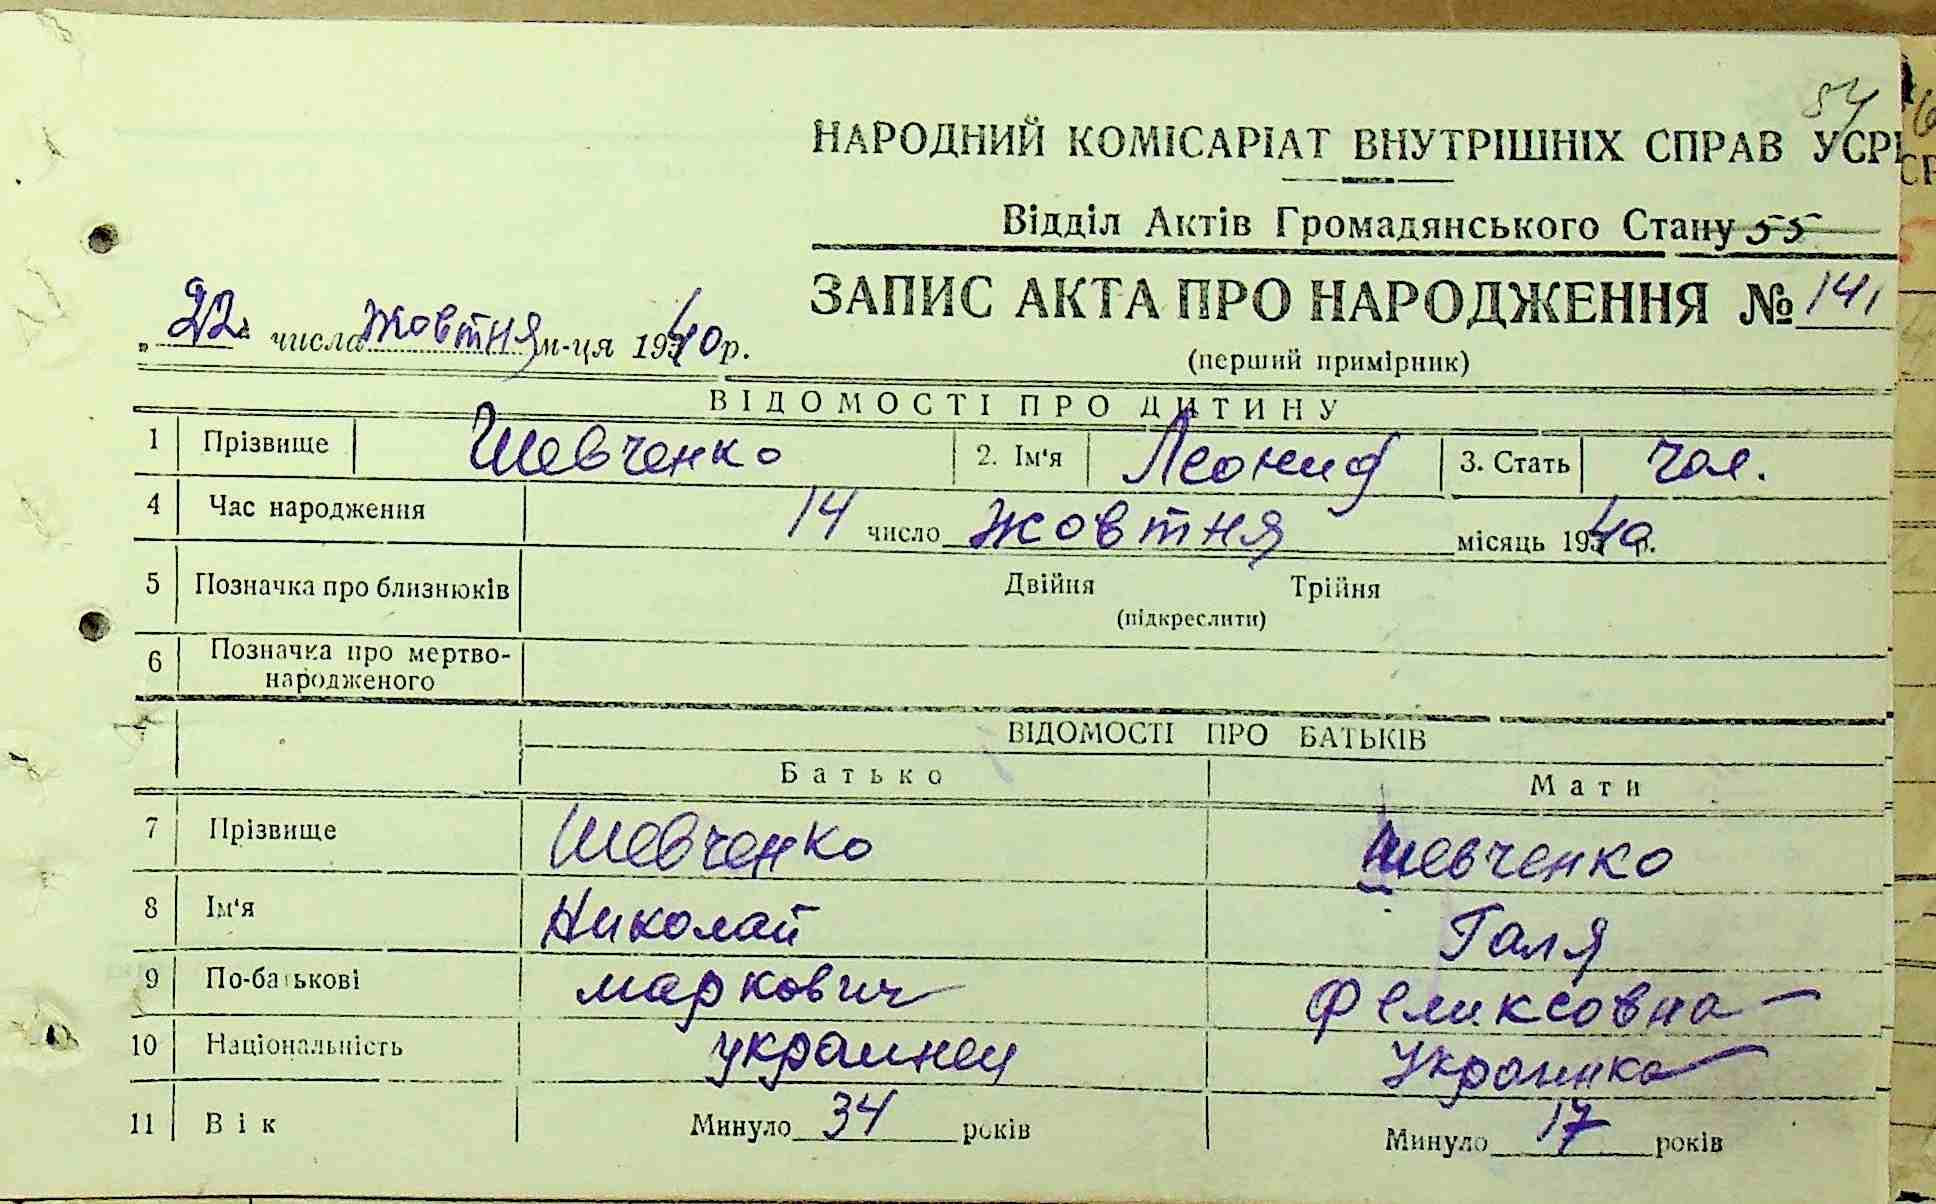 84
НАРОДНИЙ КОМІСАРІАТ ВНУТРІШНІХ СПРАВ УСРР
Відділ Актів Громадянського Стану 55
ЗАПИС АКТА ПРО НАРОДЖЕННЯ № 141
„ 22 числа жовтня м-ця 1940 р.
(перший примірник)
ВІДОМОСТІ ПРО ДИТИНУ
1 Прізвище Шевченко 2. Ім'я Леонид 3. Стать чол.
4 Час народження 14 число жовтня місяць 1940 р.
5 Позначка про близнюків Двійня Трійня
(підкреслити)
6 Позначка про мертво-
народженого
ВІДОМОСТІ ПРО БАТЬКІВ
Батько Мати
7 Прізвище Шевченко Шевченко
8 Ім'я Николай Галя
9 По-батькові маркович Феликсовна
10 Національність украинец Украинка
11 Вік Минуло 34 років Минуло 17 років